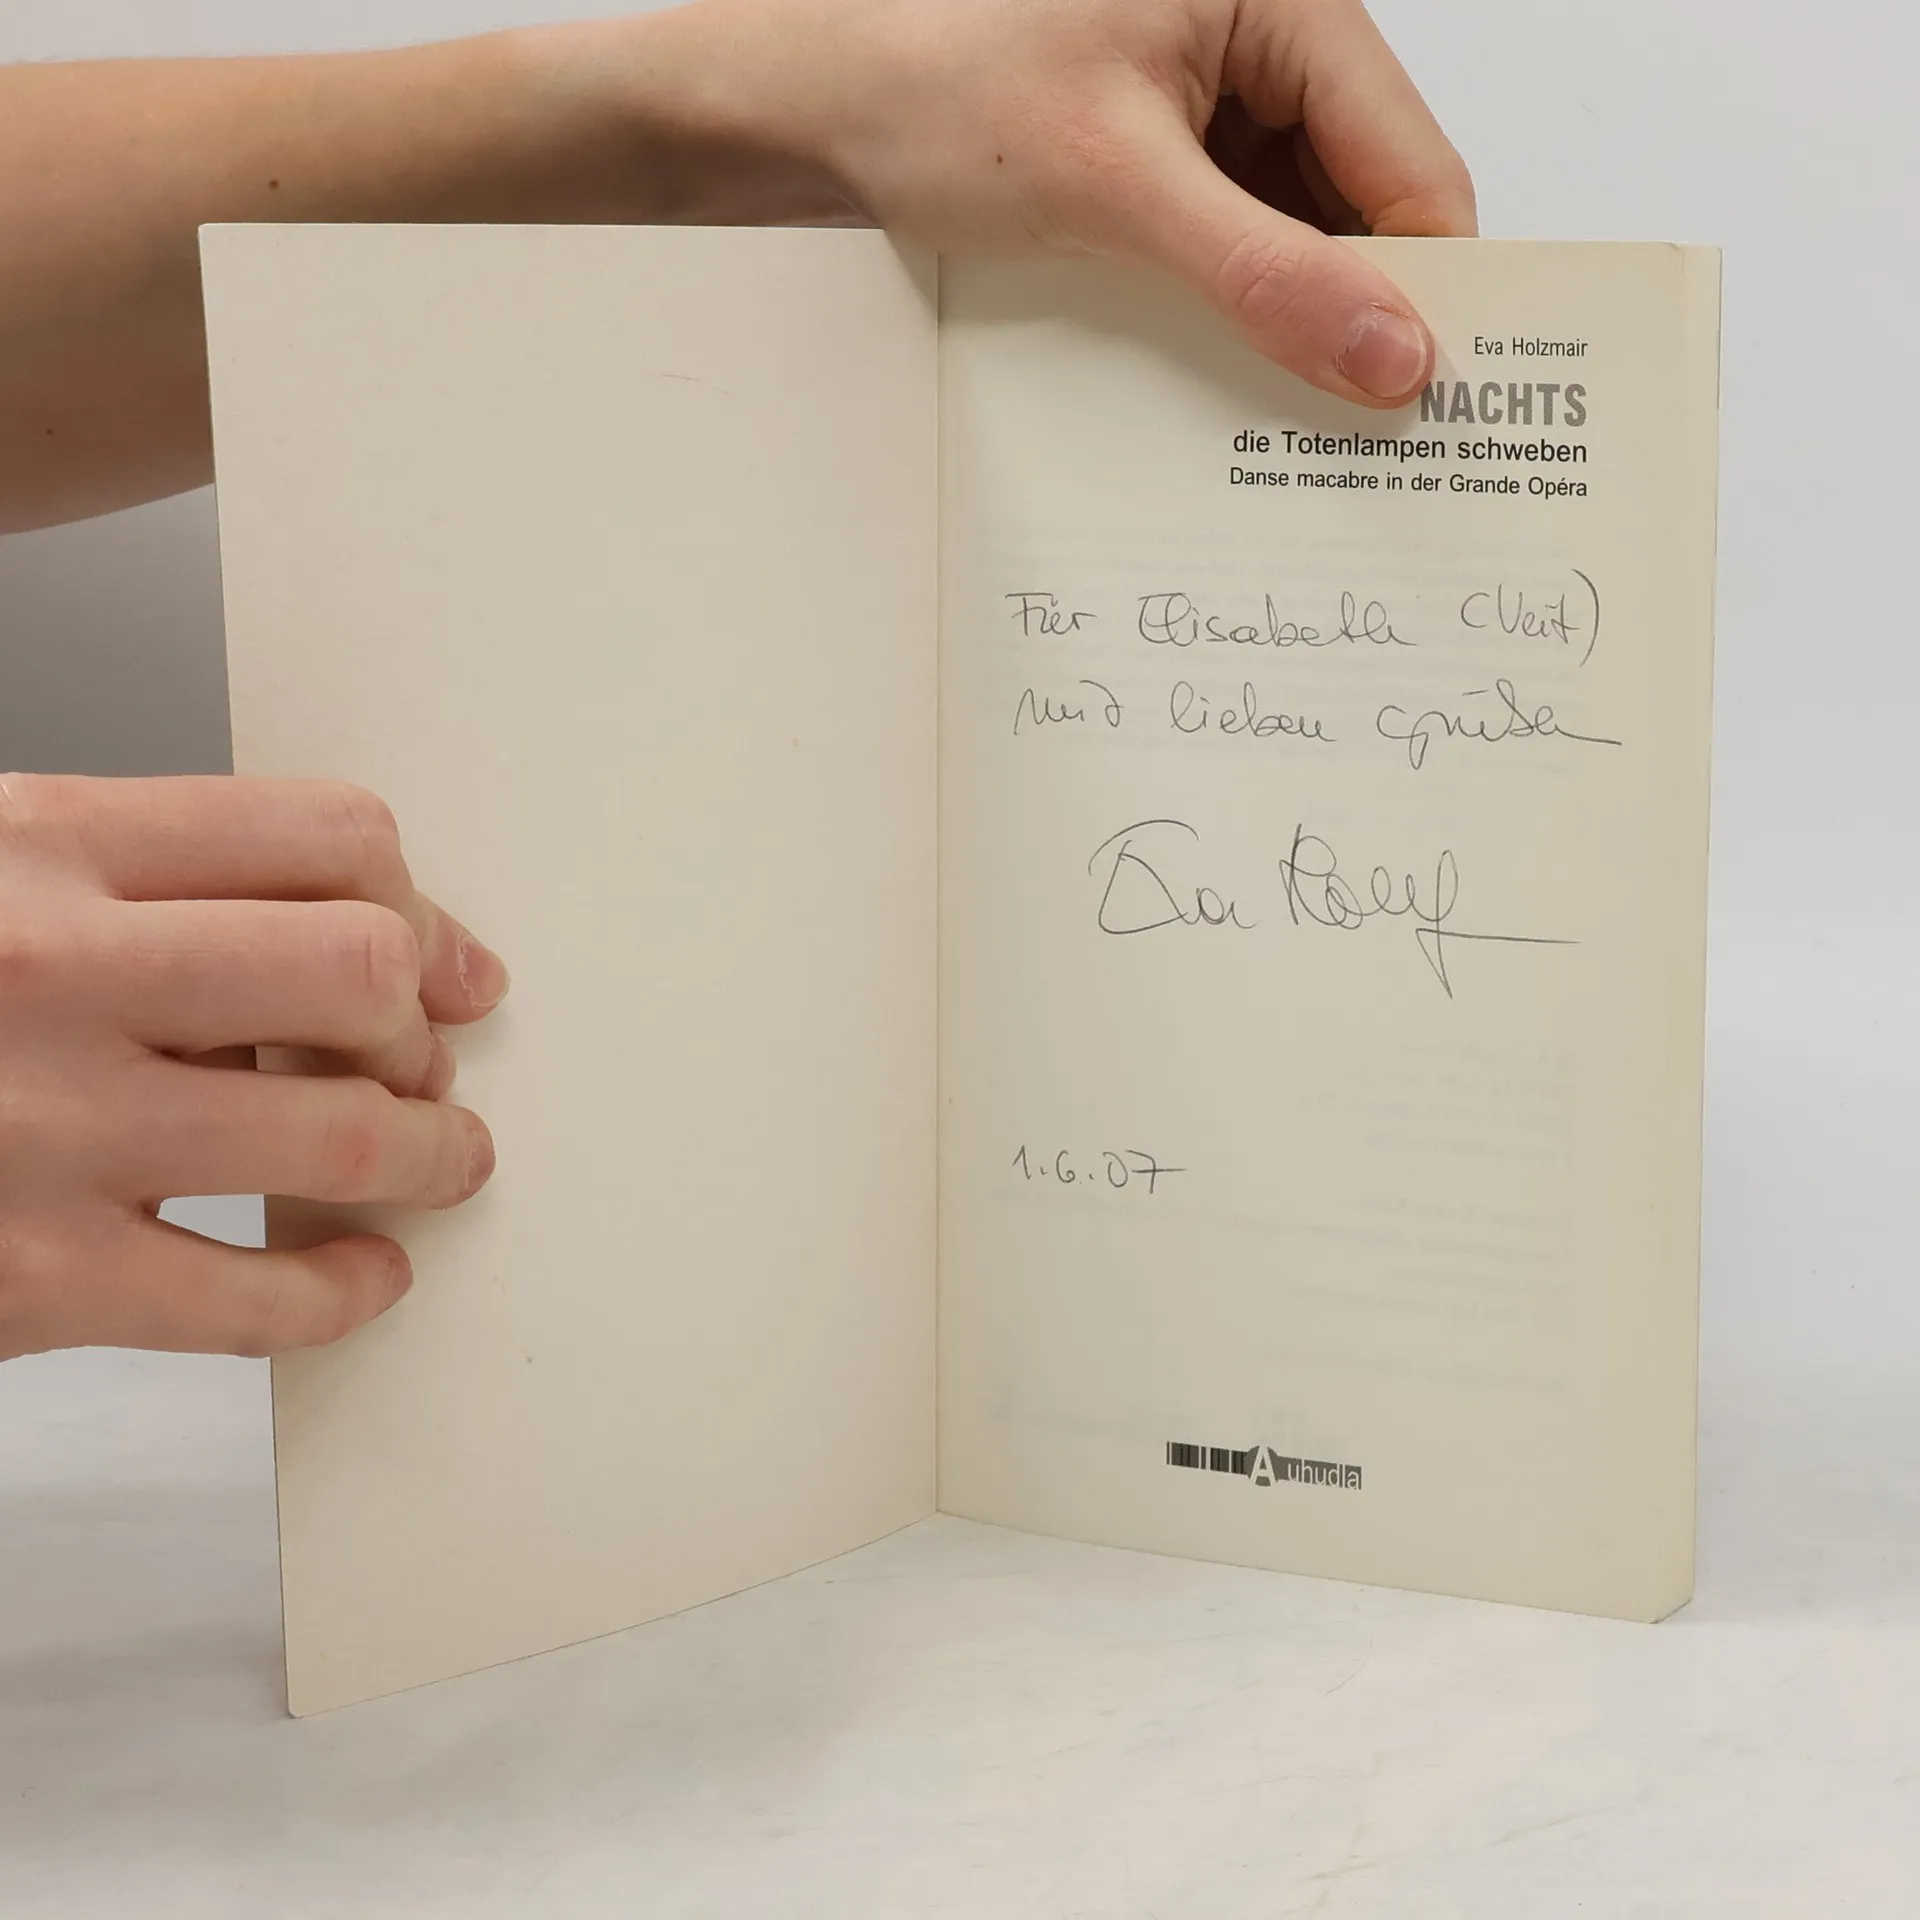 Eva Holzmair
NACHTS
die Totenlampen schweben
Danse macabre in der Grande Opéra
Für Elisabeth (Veit)
mit lieben Grüßen
Eva
1.6.07
Auhudla